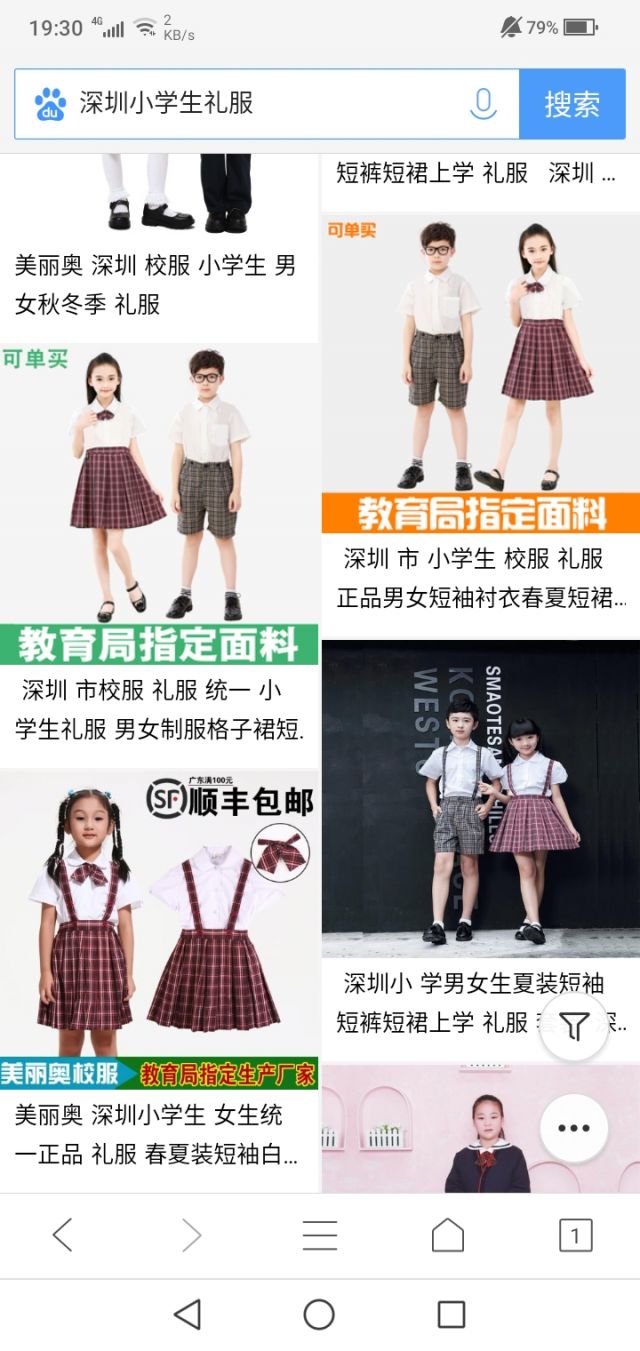 19:30 4G 2 KB/s 79%
深圳小学生礼服 搜索
短裤短裙上学 礼服 深圳 ...
美丽奥 深圳 校服 小学生 男
女秋冬季 礼服
可单买
教育局指定面料
深圳 市 小学生 校服 礼服
正品男女短袖衬衣春夏短裙...
可单买
教育局指定面料
深圳 市校服 礼服 统一 小
学生礼服 男女制服格子裙短.
SMAOTESA
WEST
深圳小 学男女生夏装短袖
短裤短裙上学 礼服 套 深..
广东满100元
SF 顺丰包邮
美丽奥校服 教育局指定生产厂家
美丽奥 深圳小学生 女生统
一正品 礼服 春夏装短袖白...
1